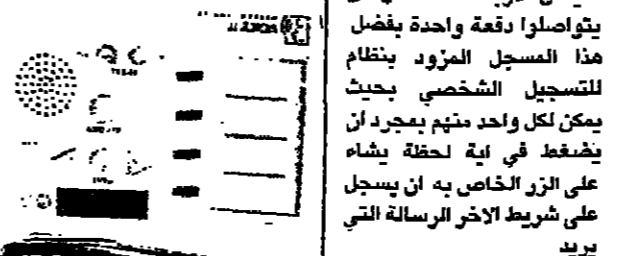 يتواصلوا دفعة واحدة بفضل
هذا المسجل المزود بنظام
للتسجيل الشخصي بحيث
يمكن لكل واحد منهم بمجرد ان
يضغط في اية لحظة يشاء
على الزر الخاص به ان يسجل
على شريط الاخر الرسالة التي
يريد